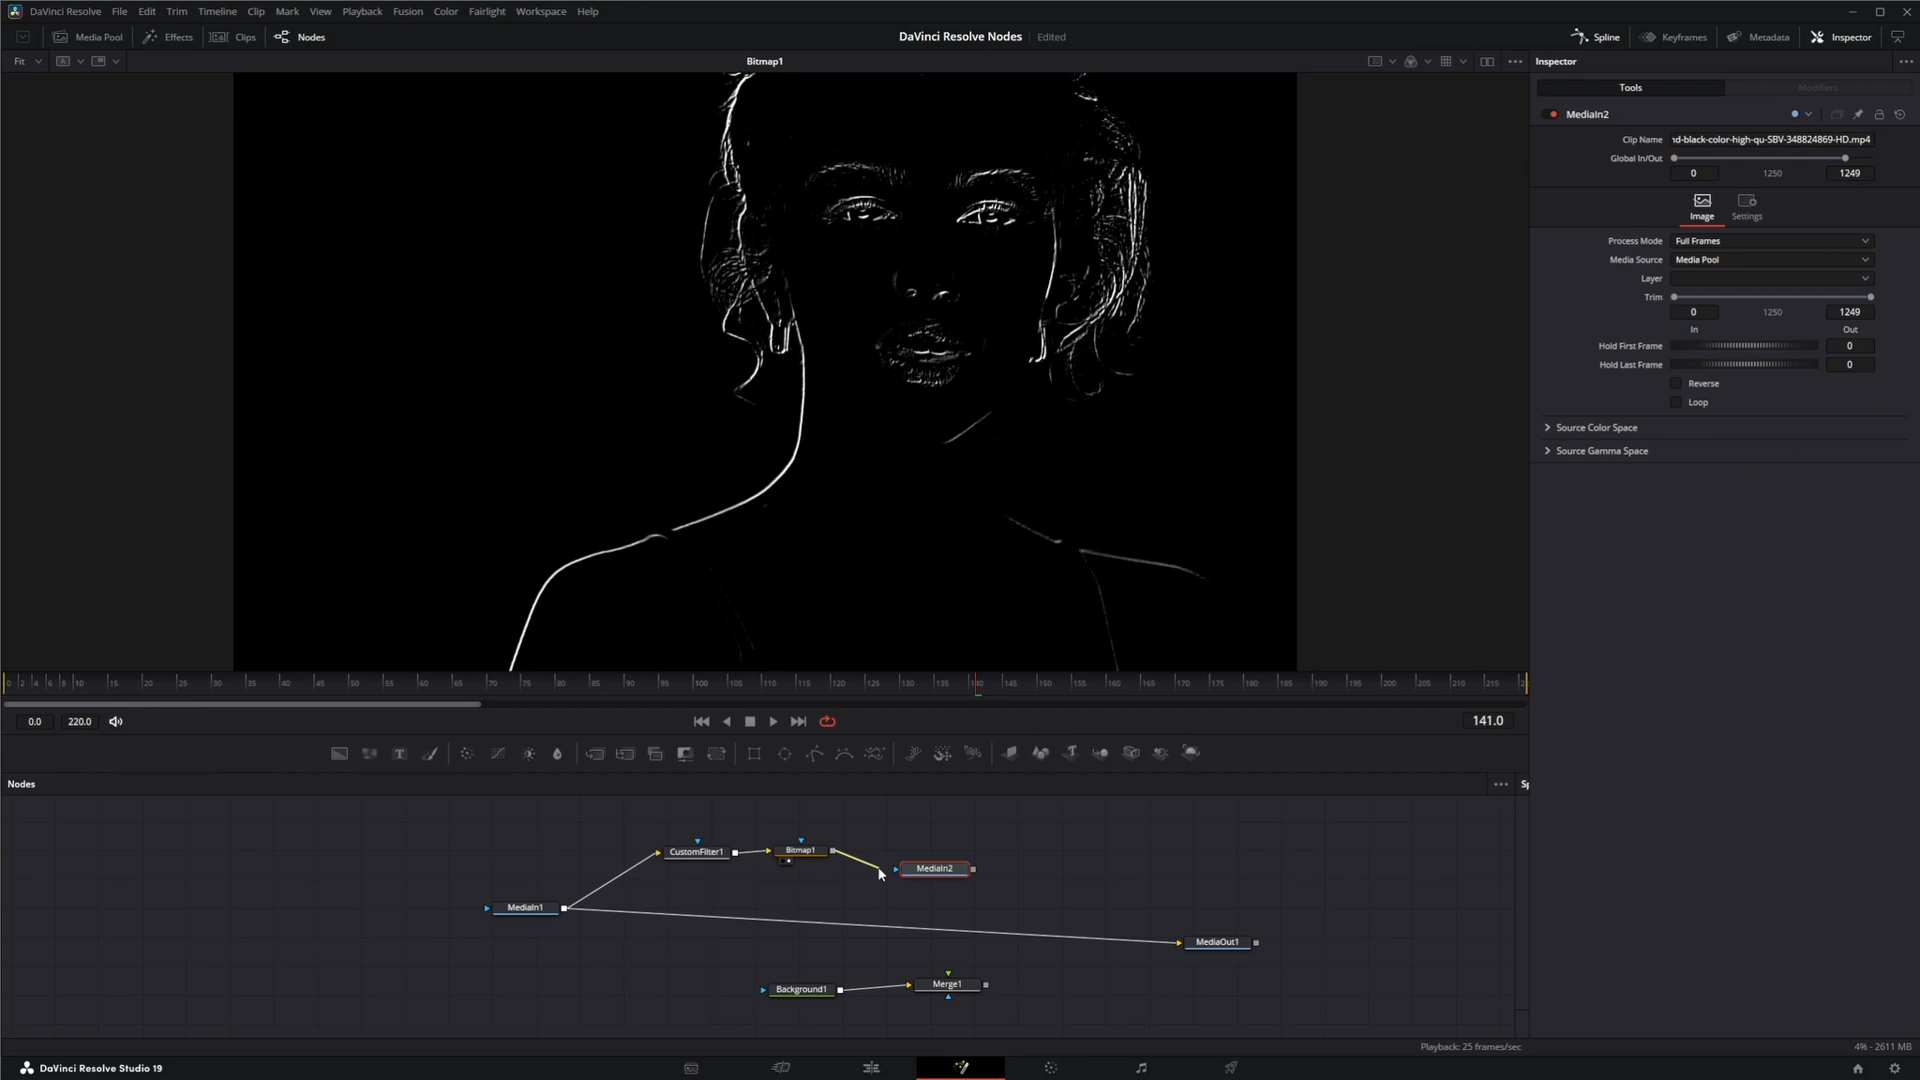 DaVinci Resolve File Edit Trim Timeline Clip Mark View Playback Fusion Color Fairlight Workspace Help
Media Pool Effects Clips Nodes DaVinci Resolve Nodes Edited Spline Keyframes Metadata Inspector
Fit Bitmap1 Inspector
Tools Modifiers
MediaIn2
Clip Name nd-black-color-high-qu-SBV-348824869-HD.mp4
Global In/Out
0 1250 1249
Image Settings
Process Mode Full Frames
Media Source Media Pool
Layer
Trim
0 1250 1249
In Out
Hold First Frame 0
Hold Last Frame 0
Reverse
Loop
Source Color Space
Source Gamma Space
0 2 4 6 8 10 15 20 25 30 35 40 45 50 55 60 65 70 75 80 85 90 95 100 105 110 115 120 125 130 135 140 145 150 155 160 165 170 175 180 185 190 195 200 205 210 215
0.0 220.0 141.0
Nodes
CustomFilter1 Bitmap1
MediaIn2
MediaIn1
MediaOut1
Background1 Merge1
Playback: 25 frames/sec 4% - 2611 MB
DaVinci Resolve Studio 19